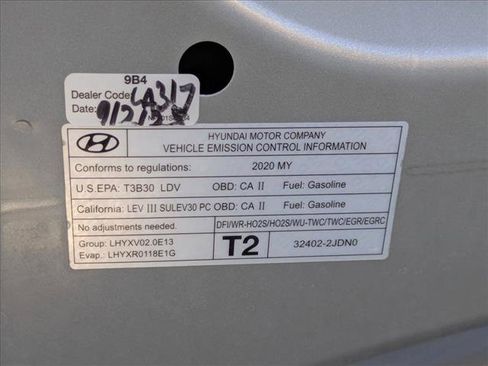 9B4
Dealer Code: CA317
Date:
HYUNDAI MOTOR COMPANY
VEHICLE EMISSION CONTROL INFORMATION
Conforms to regulations: 2020 MY
U.S.EPA: T3B30 LDV OBD: CA II Fuel: Gasoline
California: LEV III SULEV30 PC OBD: CA II Fuel: Gasoline
No adjustments needed. DFI/WR-HO2S/HO2S/WU-TWC/TWC/EGR/EGRC
Group: LHYXV02.0E13
Evap.: LHYXR0118E1G
T2
32402-2JDN0